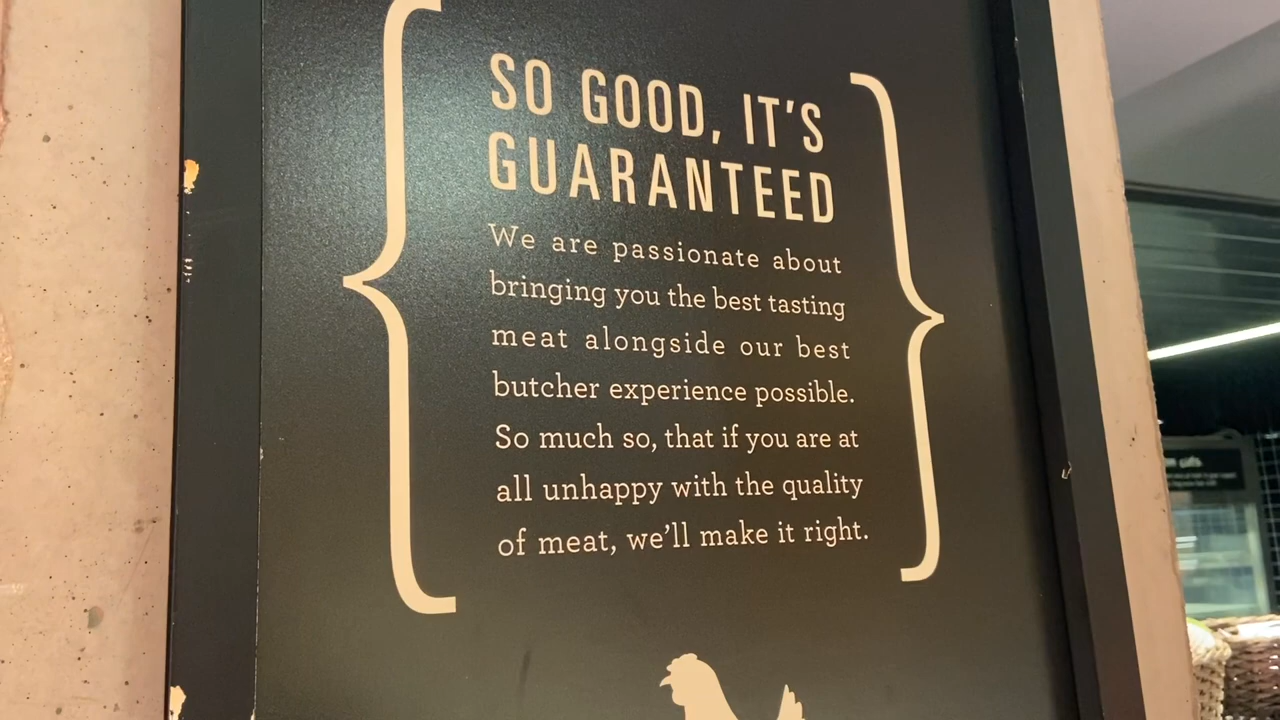 SO GOOD, IT'S
GUARANTEED
We are passionate about
bringing you the best tasting
meat alongside our best
butcher experience possible.
So much so, that if you are at
all unhappy with the quality
of meat, we'll make it right.